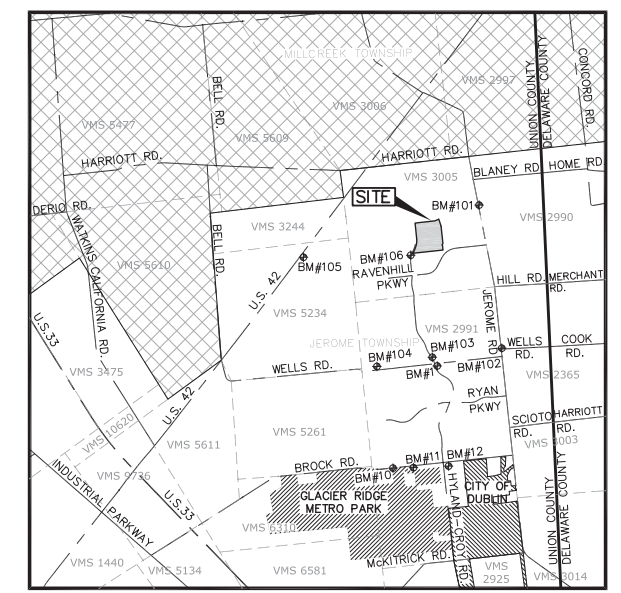 MILLCREEK TOWNSHIP
VMS 2997
UNION COUNTY
DELAWARE COUNTY
CONCORD RD.
BELL RD.
VMS 3006
VMS 5477
VMS 5609
HARRIOTT RD.
HARRIOTT RD.
BLANEY RD.
HOME RD.
VMS 3005
SITE
BM#101
DERIO RD.
VMS 2990
VMS 3244
WATKINS CALIFORNIA RD.
BELL RD.
BM#106
BM#105
RAVENHILL
PKWY
VMS 5610
HILL RD.
MERCHANT
RD.
U.S. 42
U.S.33
VMS 5234
JEROME RD.
VMS 2991
JEROME TOWNSHIP
BM#103
WELLS
RD.
COOK
RD.
BM#104
WELLS RD.
BM#1
BM#102
VMS 3475
VMS 2365
U.S. 42
RYAN
PKWY
SCIOTO
RD.
HARRIOTT
RD.
VMS 10620
VMS 5611
VMS 5261
VMS 3003
BROCK RD.
BM#11
BM#12
BM#10
VMS 9736
INDUSTRIAL PARKWAY
U.S.33
GLACIER RIDGE
METRO PARK
CITY OF
DUBLIN
HYLAND-CROY RD.
UNION COUNTY
DELAWARE COUNTY
VMS 6310
McKITRICK RD.
VMS 1440
VMS 5134
VMS 6581
VMS
2925
VMS 3014